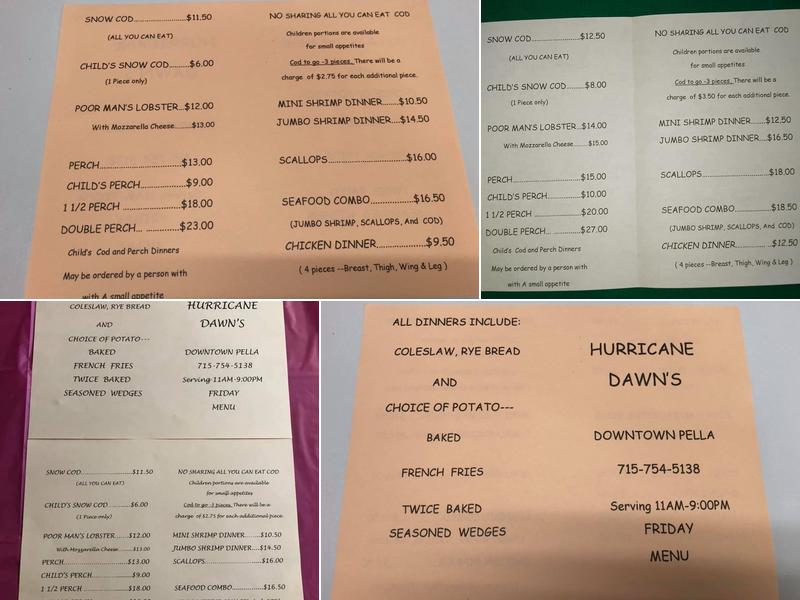 SNOW COD..............................$11.50
(ALL YOU CAN EAT)
CHILD'S SNOW COD.........$6.00
(1 Piece only)
POOR MAN'S LOBSTER...$12.00
With Mozzarella Cheese..........$13.00
PERCH...........................................$13.00
CHILD'S PERCH....................$9.00
1 1/2 PERCH .........................$18.00
DOUBLE PERCH... ..................$23.00
Child's Cod and Perch Dinners
May be ordered by a person with
with A small appetite
NO SHARING ALL YOU CAN EAT COD
Children portions are available
for small appetites
Cod to go -3 pieces. There will be a
charge of $2.75 for each additional piece.
MINI SHRIMP DINNER....$10.50
JUMBO SHRIMP DINNER....$14.50
SCALLOPS....................................$16.00
SEAFOOD COMBO................$16.50
(JUMBO SHRIMP, SCALLOPS, And COD)
CHICKEN DINNER...................$9.50
( 4 pieces --Breast, Thigh, Wing & Leg )
SNOW COD..............................$12.50
(ALL YOU CAN EAT)
CHILD'S SNOW COD.........$8.00
(1 Piece only)
POOR MAN'S LOBSTER...$14.00
With Mozzarella Cheese..........$15.00
PERCH...........................................$15.00
CHILD'S PERCH....................$10.00
1 1/2 PERCH .........................$20.00
DOUBLE PERCH... ..................$27.00
Child's Cod and Perch Dinners
May be ordered by a person with
with A small appetite
NO SHARING ALL YOU CAN EAT COD
Children portions are available
for small appetites
Cod to go -3 pieces. There will be a
charge of $3.50 for each additional piece.
MINI SHRIMP DINNER....$12.50
JUMBO SHRIMP DINNER....$16.50
SCALLOPS....................................$18.00
SEAFOOD COMBO................$18.50
(JUMBO SHRIMP, SCALLOPS, And COD)
CHICKEN DINNER...................$12.50
( 4 pieces --Breast, Thigh, Wing & Leg )
COLESLAW, RYE BREAD
AND
CHOICE OF POTATO---
BAKED
FRENCH FRIES
TWICE BAKED
SEASONED WEDGES
HURRICANE
DAWN'S
DOWNTOWN PELLA
715-754-5138
Serving 11AM-9:00PM
FRIDAY
MENU
SNOW COD..............................$11.50
(ALL YOU CAN EAT)
CHILD'S SNOW COD.........$6.00
(1 Piece only)
POOR MAN'S LOBSTER......$12.00
With Mozzarella Cheese.......$13.00
PERCH...............................$13.00
CHILD'S PERCH....................$9.00
1 1/2 PERCH .........................$18.00
NO SHARING ALL YOU CAN EAT COD
Children portions are available
for small appetites
Cod to go -3 pieces. There will be a
charge of $2.75 for each additional piece.
MINI SHRIMP DINNER....$10.50
JUMBO SHRIMP DINNER....$14.50
SCALLOPS.........................$16.00
SEAFOOD COMBO................$16.50
ALL DINNERS INCLUDE:
COLESLAW, RYE BREAD
AND
CHOICE OF POTATO---
BAKED
FRENCH FRIES
TWICE BAKED
SEASONED WEDGES
HURRICANE
DAWN'S
DOWNTOWN PELLA
715-754-5138
Serving 11AM-9:00PM
FRIDAY
MENU